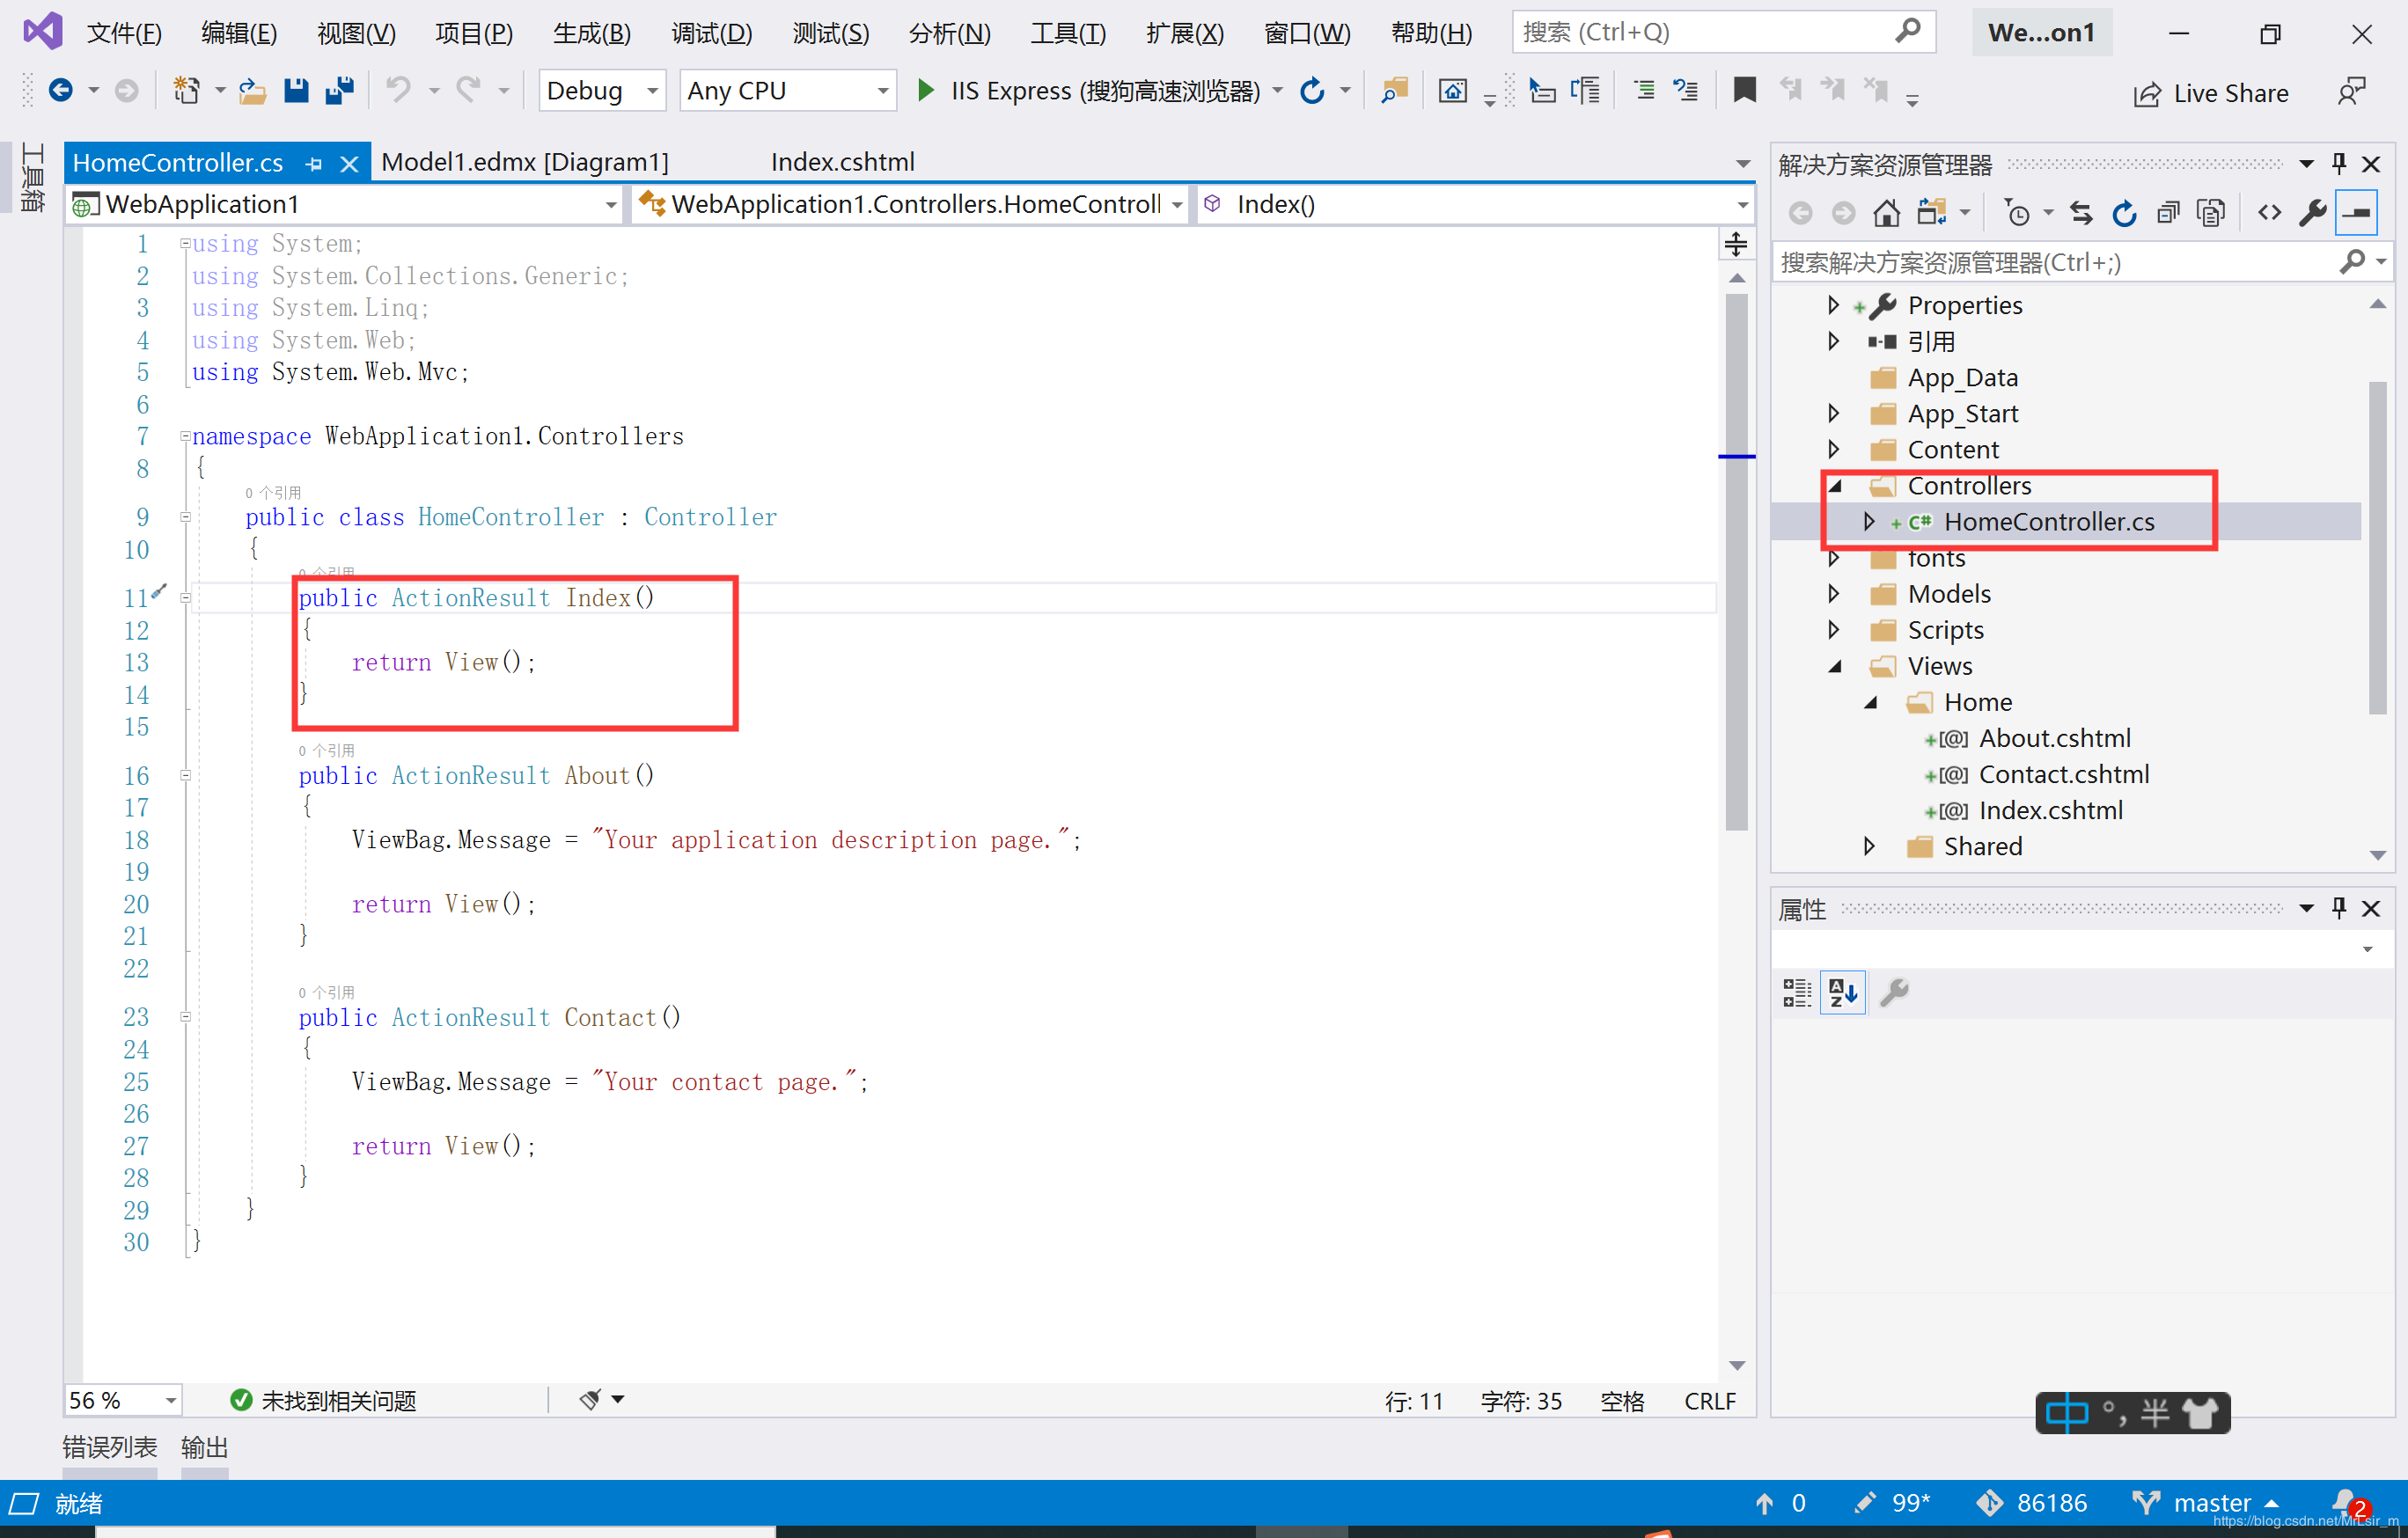 文件(F) 编辑(E) 视图(V) 项目(P) 生成(B) 调试(D) 测试(S) 分析(N) 工具(T) 扩展(X) 窗口(W) 帮助(H) 搜索 (Ctrl+Q) We...on1
Debug Any CPU IIS Express (搜狗高速浏览器) Live Share
工具箱
HomeController.cs Model1.edmx [Diagram1] Index.cshtml
WebApplication1 WebApplication1.Controllers.HomeControll Index()
1 using System;
2 using System.Collections.Generic;
3 using System.Linq;
4 using System.Web;
5 using System.Web.Mvc;
6
7 namespace WebApplication1.Controllers
8 {
0 个引用
9 public class HomeController : Controller
10 {
0 个引用
11 public ActionResult Index()
12 {
13 return View();
14 }
15
0 个引用
16 public ActionResult About()
17 {
18 ViewBag.Message = "Your application description page.";
19
20 return View();
21 }
22
0 个引用
23 public ActionResult Contact()
24 {
25 ViewBag.Message = "Your contact page.";
26
27 return View();
28 }
29 }
30 }
56 % 未找到相关问题 行: 11 字符: 35 空格 CRLF
错误列表 输出
解决方案资源管理器
搜索解决方案资源管理器(Ctrl+;)
Properties
引用
App_Data
App_Start
Content
Controllers
C# HomeController.cs
fonts
Models
Scripts
Views
Home
[@] About.cshtml
[@] Contact.cshtml
[@] Index.cshtml
Shared
属性
中 °, 半
就绪 0 99* 86186 master 2
https://blog.csdn.net/MrLsir_m